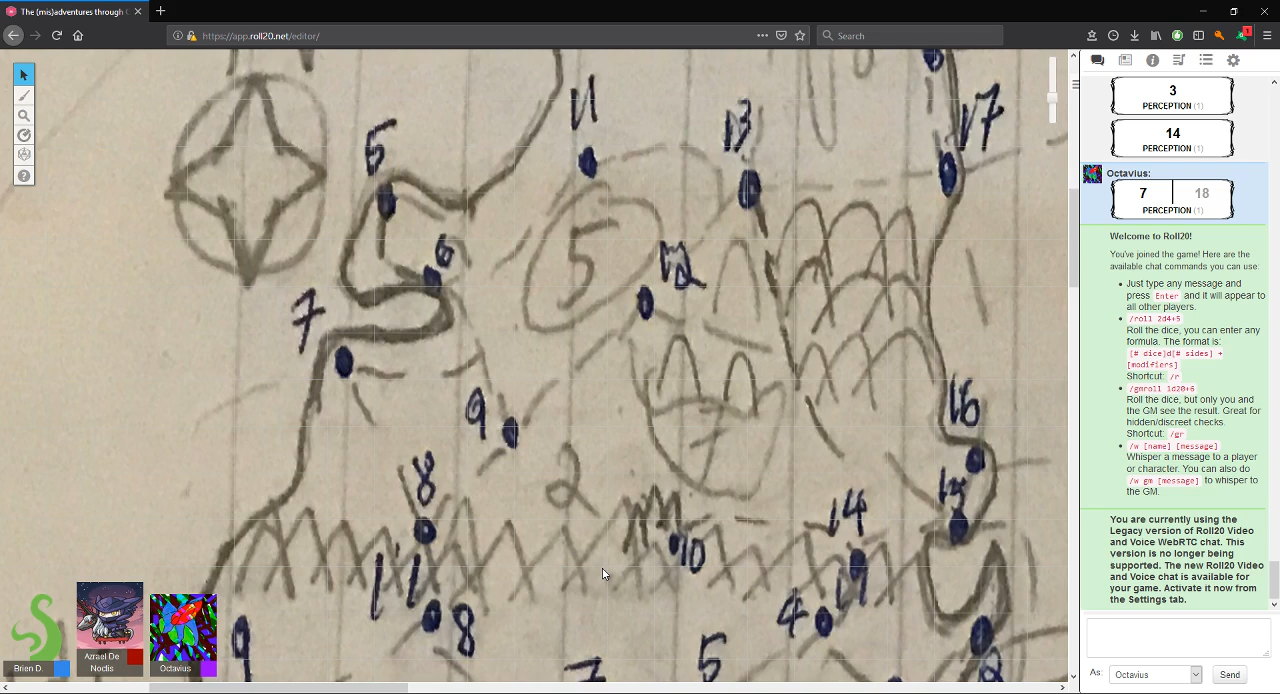 The (mis)adventures through
https://app.roll20.net/editor/
Search
3
PERCEPTION (1)
14
PERCEPTION (1)
Octavius:
7 18
PERCEPTION (1)
Welcome to Roll20!
You've joined the game! Here are the
available chat commands you can use:
Just type any message and
press Enter and it will appear to
all other players.
/roll 2d4+5
Roll the dice, you can enter any
formula. The format is:
[# dice]d[# sides] +
[modifiers]
Shortcut: /r
/gmroll 1d20+6
Roll the dice, but only you and
the GM see the result. Great for
hidden/discreet checks.
Shortcut: /gr
/w [name] [message]
Whisper a message to a player
or character. You can also do
/w gm [message] to whisper to
the GM.
You are currently using the
Legacy version of Roll20 Video
and Voice WebRTC chat. This
version is no longer being
supported. The new Roll20 Video
and Voice chat is available for
your game. Activate it now from
the Settings tab.
As: Octavius Send
11
13
17
5
6
5
12
7
9
7
16
8
2
15
14
10
11
19
8
4
9
5
7
2
Brien D.
Azrael De
Noctis
Octavius
1